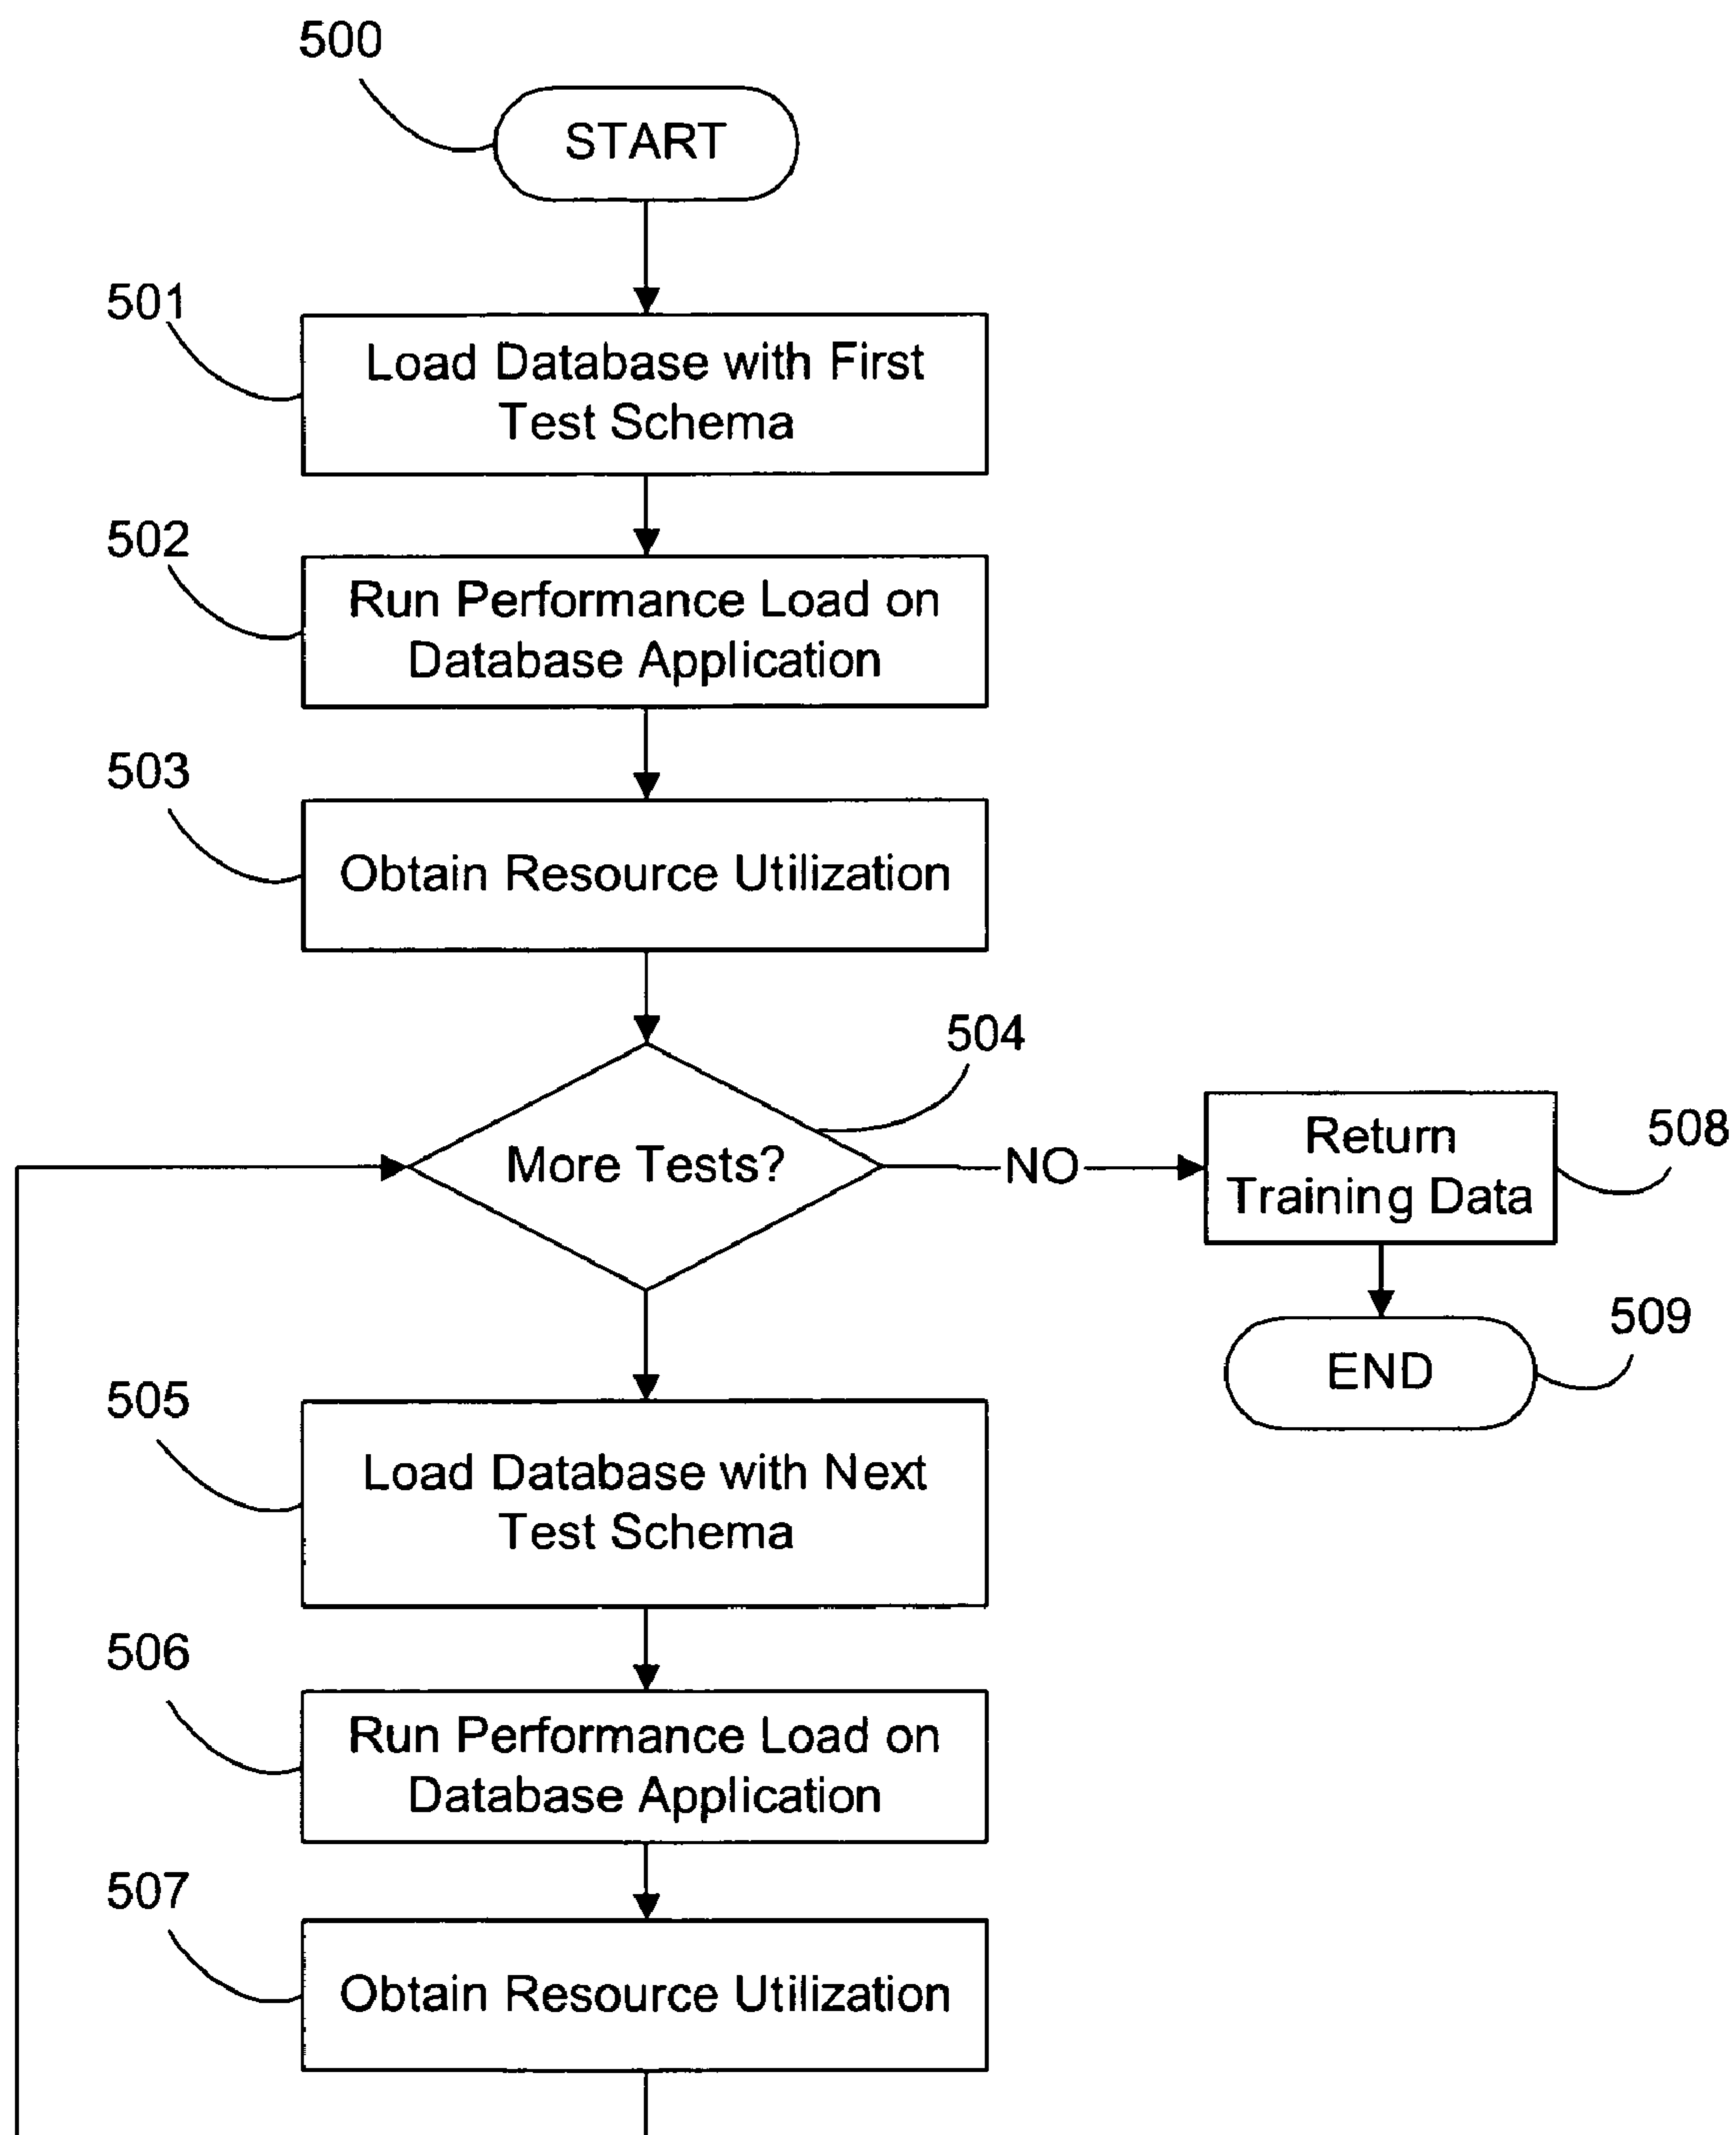 500
START
501
Load Database with First
Test Schema
502
Run Performance Load on
Database Application
503
Obtain Resource Utilization
504
More Tests?
NO
Return
Training Data
508
END
509
505
Load Database with Next
Test Schema
506
Run Performance Load on
Database Application
507
Obtain Resource Utilization